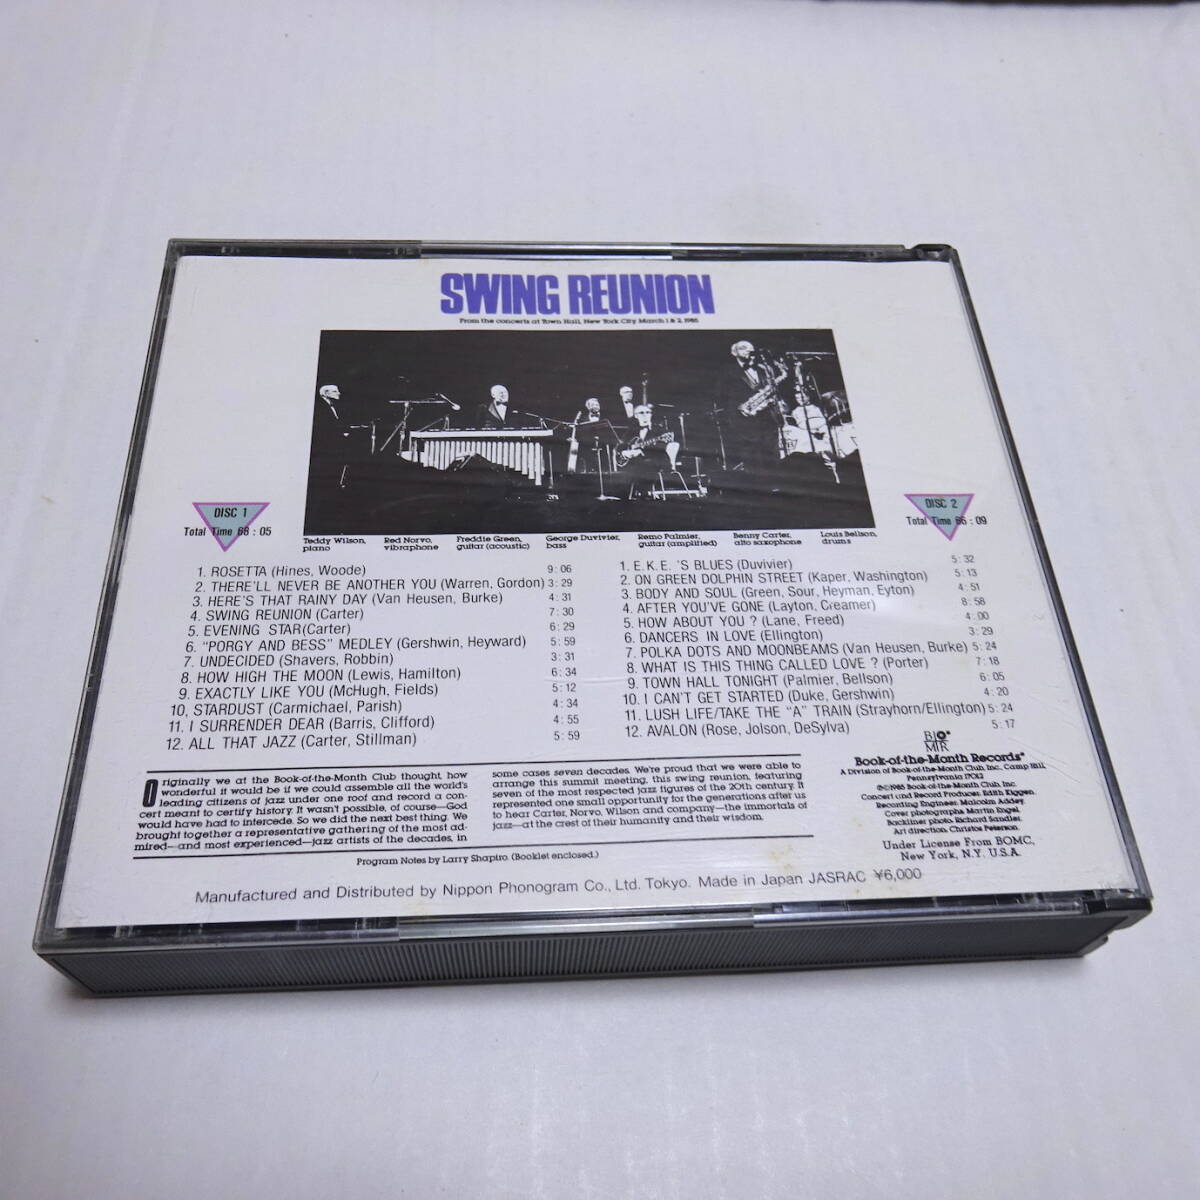 SWING REUNION
From the concerts at Town Hall, New York City March 1 & 2, 1985
Teddy Wilson, piano
Red Norvo, vibraphone
Freddie Green, guitar (acoustic)
George Duvivier, bass
Remo Palmier, guitar (amplified)
Benny Carter, alto saxophone
Louis Bellson, drums
DISC 1
Total Time 68 : 05
1. ROSETTA (Hines, Woode) 9 : 06
2. THERE'LL NEVER BE ANOTHER YOU (Warren, Gordon) 3 : 29
3. HERE'S THAT RAINY DAY (Van Heusen, Burke) 4 : 31
4. SWING REUNION (Carter) 7 : 30
5. EVENING STAR(Carter) 6 : 29
6. "PORGY AND BESS" MEDLEY (Gershwin, Heyward) 5 : 59
7. UNDECIDED (Shavers, Robbin) 3 : 31
8. HOW HIGH THE MOON (Lewis, Hamilton) 6 : 34
9. EXACTLY LIKE YOU (McHugh, Fields) 5 : 12
10, STARDUST (Carmichael, Parish) 4 : 34
11. I SURRENDER DEAR (Barris, Clifford) 4 : 55
12. ALL THAT JAZZ (Carter, Stillman) 5 : 59
DISC 2
Total Time 66 : 09
1. E.K.E. 'S BLUES (Duvivier) 5 : 32
2. ON GREEN DOLPHIN STREET (Kaper, Washington) 5 : 13
3. BODY AND SOUL (Green, Sour, Heyman, Eyton) 4 : 51
4. AFTER YOU'VE GONE (Layton, Creamer) 8 : 58
5. HOW ABOUT YOU ? (Lane, Freed) 4 : 00
6. DANCERS IN LOVE (Ellington) 3 : 29
7. POLKA DOTS AND MOONBEAMS (Van Heusen, Burke) 5 : 24
8. WHAT IS THIS THING CALLED LOVE ? (Porter) 7 : 18
9. TOWN HALL TONIGHT (Palmier, Bellson) 6 : 05
10. I CAN'T GET STARTED (Duke, Gershwin) 4 : 20
11. LUSH LIFE/TAKE THE "A" TRAIN (Strayhorn/Ellington) 5 : 24
12. AVALON (Rose, Jolson, DeSylva) 5 : 17
Originally we at the Book-of-the-Month Club thought, how
wonderful it would be if we could assemble all the world's
leading citizens of jazz under one roof and record a con-
cert meant to certify history. It wasn't possible, of course—God
would have had to intercede. So we did the next best thing. We
brought together a representative gathering of the most ad-
mired—and most experienced—jazz artists of the decades, in
some cases seven decades. We're proud that we were able to
arrange this summit meeting, this swing reunion, featuring
seven of the most respected jazz figures of the 20th century. It
represented one small opportunity for the generations after us
to hear Carter, Norvo, Wilson and company—the immortals of
jazz—at the crest of their humanity and their wisdom.
Program Notes by Larry Shapiro. (Booklet enclosed.)
BO
MR
Book-of-the-Month Records®
A Division of Book-of-the-Month Club, Inc., Camp Hill,
Pennsylvania 17012
℗©1985 Book-of-the-Month Club, Inc.
Concert and Record Producer: Edith Kiggen.
Recording Engineer: Malcolm Addey.
Cover photographs: Martin Engel.
Backliner photo: Richard Sandler.
Art direction: Christos Peterson.
Under License From BOMC,
New York, N.Y. U.S.A.
Manufactured and Distributed by Nippon Phonogram Co., Ltd. Tokyo. Made in Japan JASRAC ¥6,000